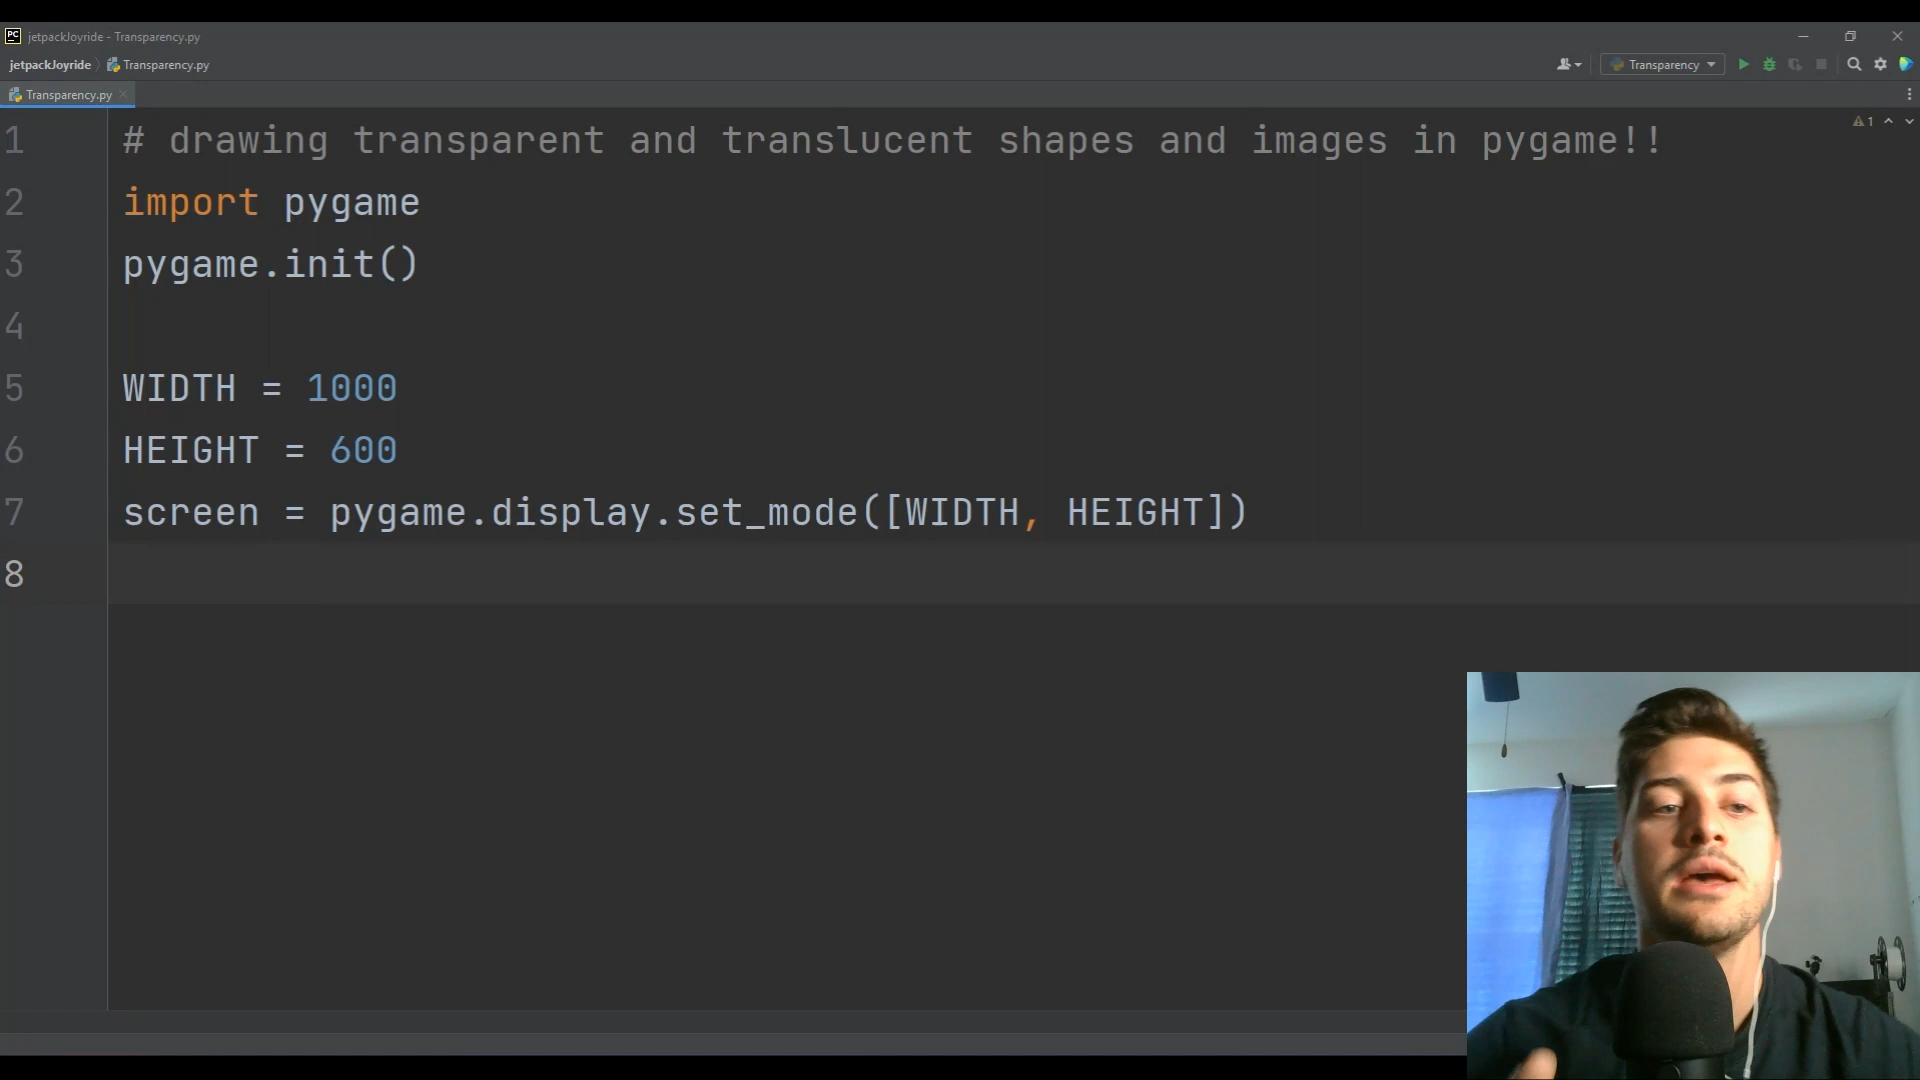 PC jetpackJoyride - Transparency.py
jetpackJoyride Transparency.py
Transparency
Transparency.py
1
1 # drawing transparent and translucent shapes and images in pygame!!
2 import pygame
3 pygame.init()
4
5 WIDTH = 1000
6 HEIGHT = 600
7 screen = pygame.display.set_mode([WIDTH, HEIGHT])
8